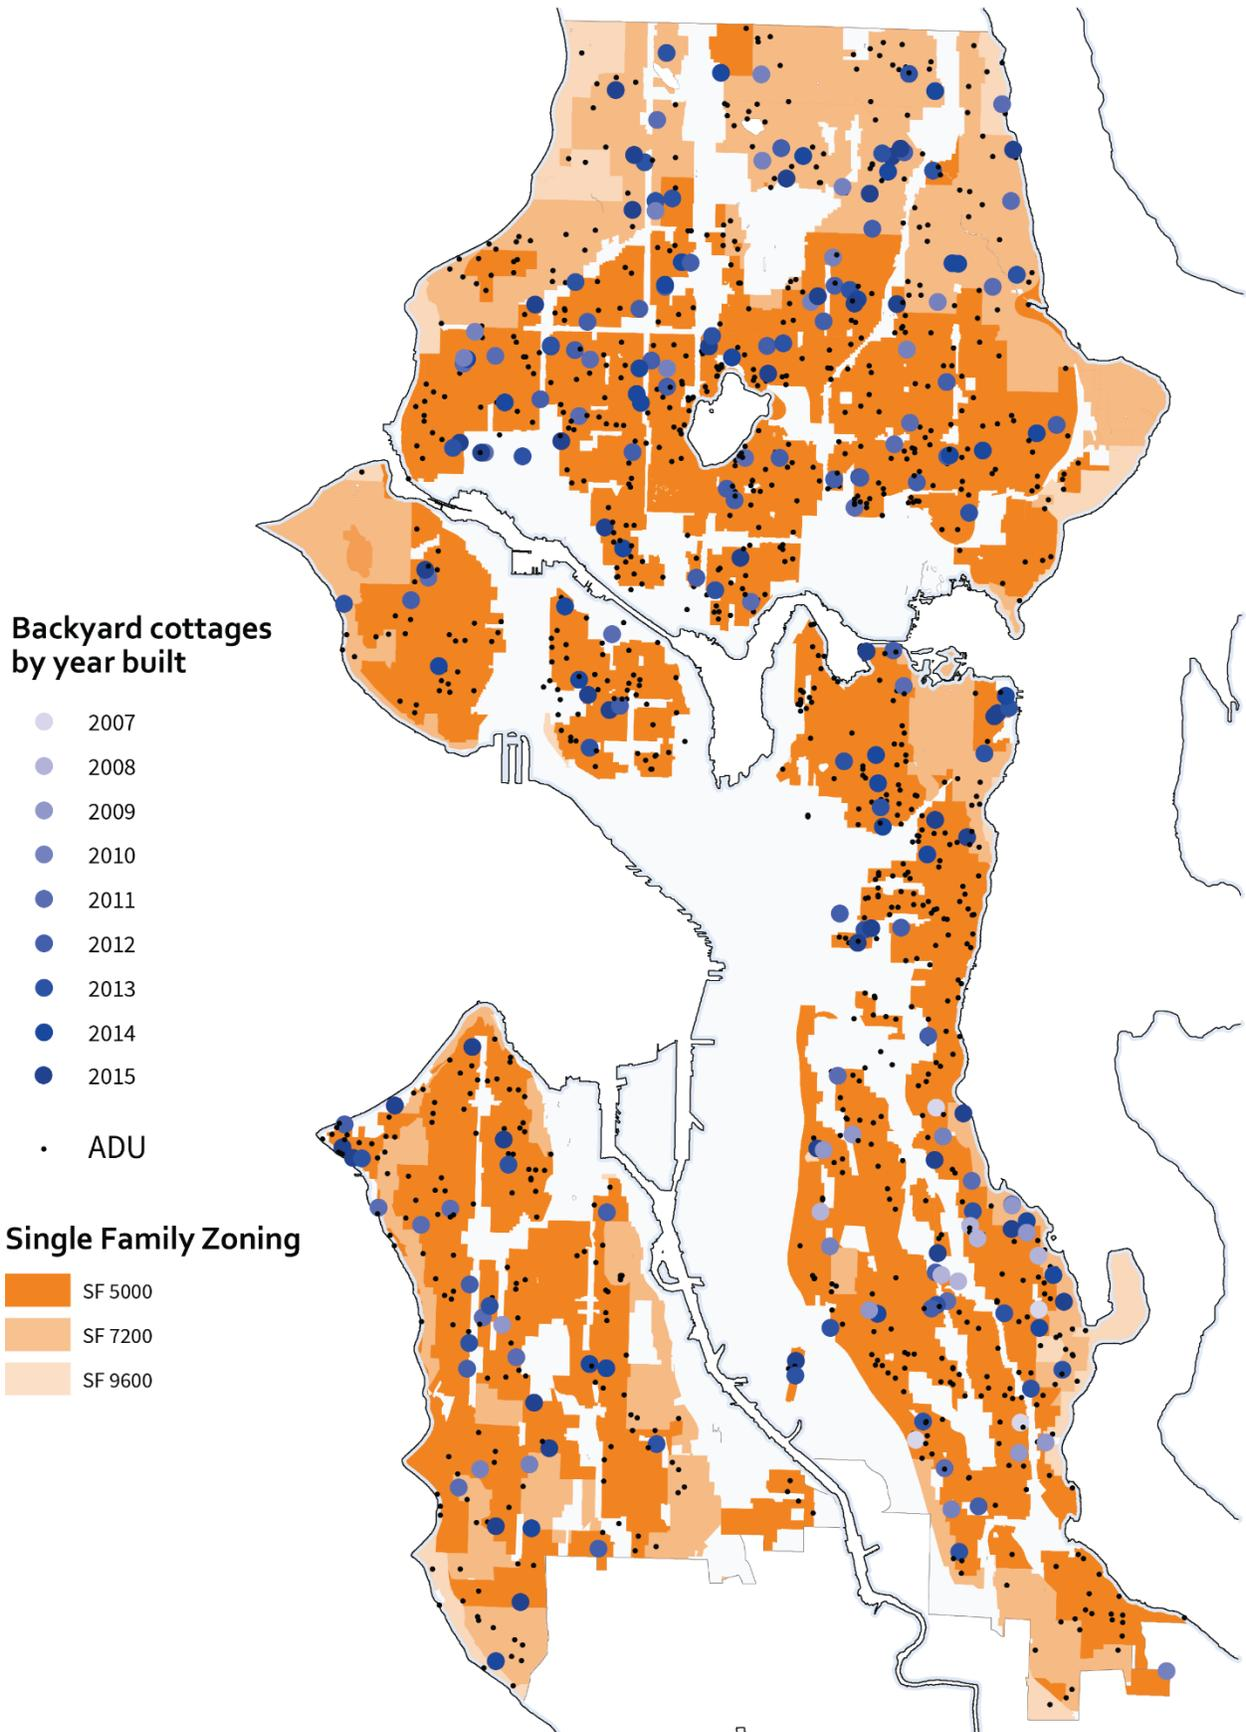 Backyard cottages
by year built
2007
2008
2009
2010
2011
2012
2013
2014
2015
ADU
Single Family Zoning
SF 5000
SF 7200
SF 9600